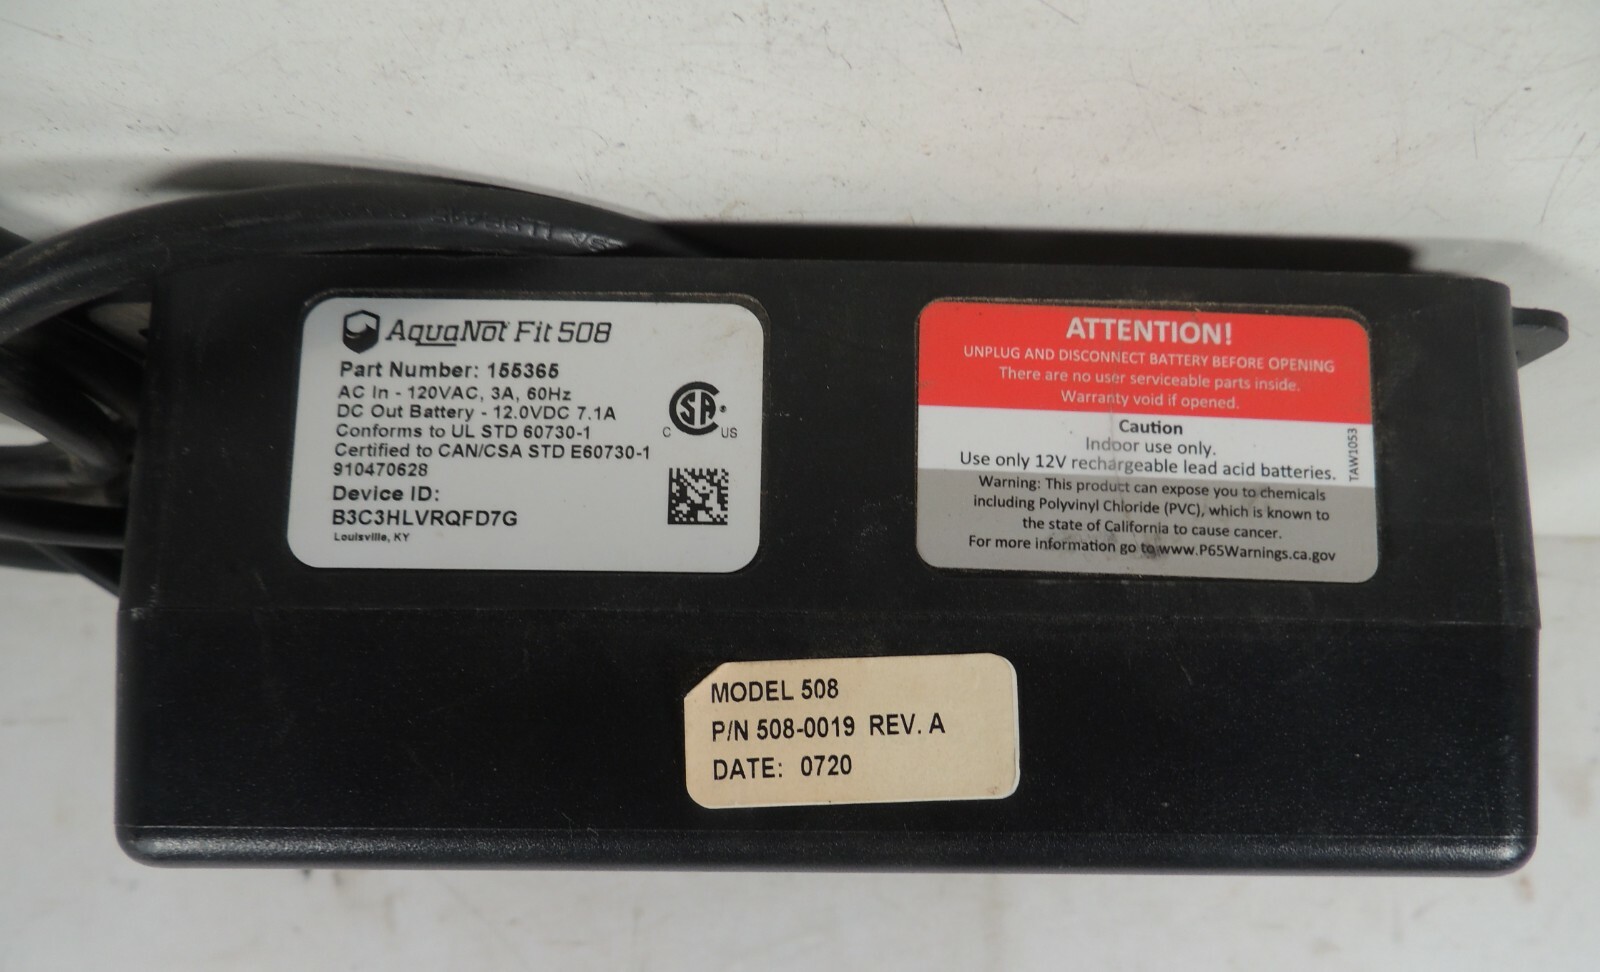 AquaNot Fit 508
Part Number: 155365
AC In - 120VAC, 3A, 60Hz
DC Out Battery - 12.0VDC 7.1A
Conforms to UL STD 60730-1
Certified to CAN/CSA STD E60730-1
910470628
Device ID:
B3C3HLVRQFD7G
Louisville, KY
C US
ATTENTION!
UNPLUG AND DISCONNECT BATTERY BEFORE OPENING
There are no user serviceable parts inside.
Warranty void if opened.
Caution
Indoor use only.
Use only 12V rechargeable lead acid batteries.
TAW1053
Warning: This product can expose you to chemicals
including Polyvinyl Chloride (PVC), which is known to
the state of California to cause cancer.
For more information go to www.P65Warnings.ca.gov
MODEL 508
P/N 508-0019 REV. A
DATE: 0720